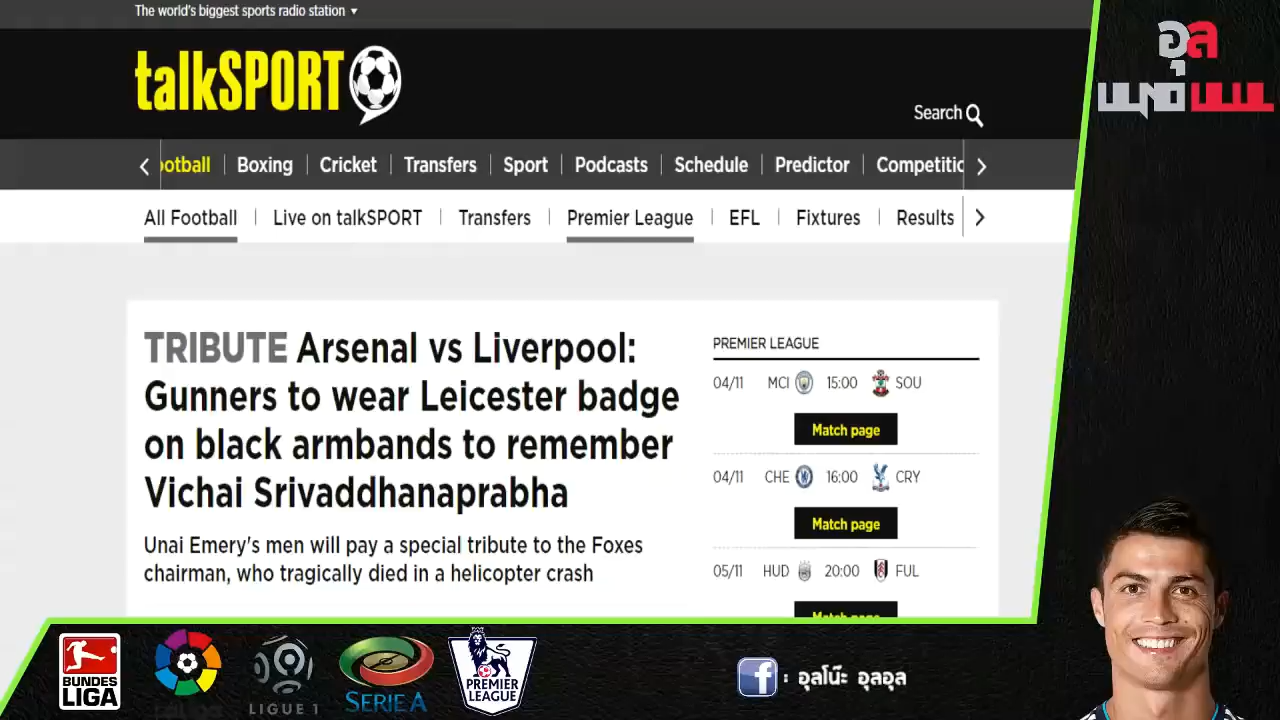 The world's biggest sports radio station
talkSPORT
Search
ootball
Boxing
Cricket
Transfers
Sport
Podcasts
Schedule
Predictor
Competitic
All Football
Live on talkSPORT
Transfers
Premier League
EFL
Fixtures
Results
TRIBUTE Arsenal vs Liverpool:
Gunners to wear Leicester badge
on black armbands to remember
Vichai Srivaddhanaprabha
Unai Emery's men will pay a special tribute to the Foxes
chairman, who tragically died in a helicopter crash
PREMIER LEAGUE
04/11 MCI 15:00 SOU
Match page
04/11 CHE 16:00 CRY
Match page
05/11 HUD 20:00 FUL
Match page
อุล
BUNDES
LIGA
LIGUE 1
SERIE A
PREMIER
LEAGUE
: อุลโน๊ะ อุลอุล